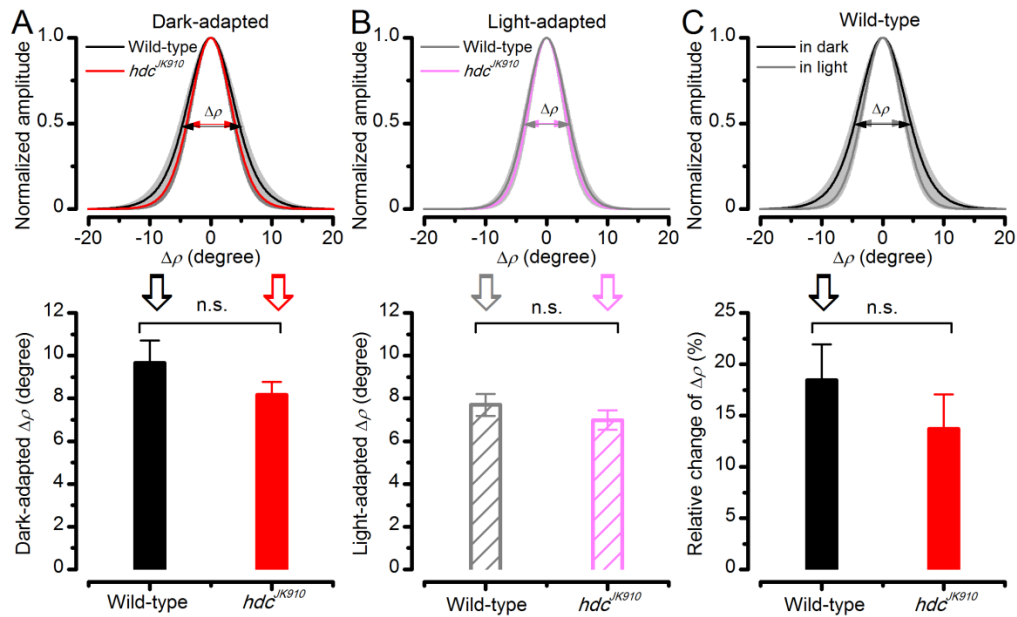 A
Dark-adapted
Normalized amplitude
1.0
0.5
0
Wild-type
hdc^JK910
Δρ
-20 -10 0 10 20
Δρ (degree)
B
Light-adapted
Normalized amplitude
1.0
0.5
0
Wild-type
hdc^JK910
Δρ
-20 -10 0 10 20
Δρ (degree)
C
Wild-type
Normalized amplitude
1.0
0.5
0
in dark
in light
Δρ
-20 -10 0 10 20
Δρ (degree)
Dark-adapted Δρ (degree)
12
10
8
6
4
2
0
n.s.
Wild-type hdc^JK910
Light-adapted Δρ (degree)
12
10
8
6
4
2
0
n.s.
Wild-type hdc^JK910
Relative change of Δρ (%)
25
20
15
10
5
0
n.s.
Wild-type hdc^JK910